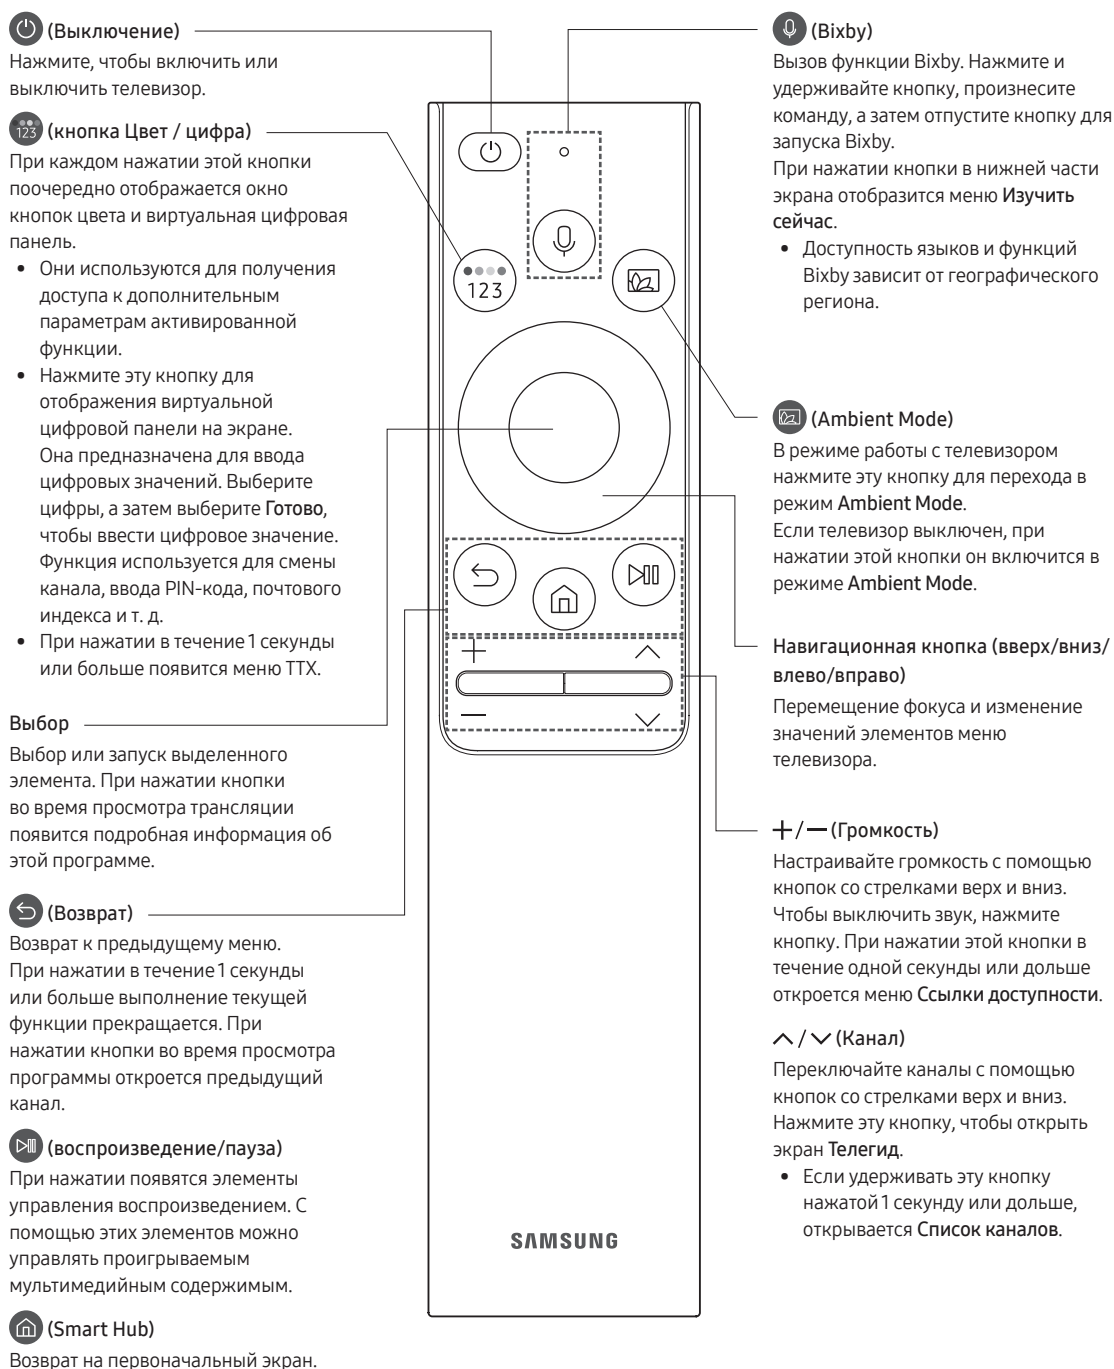 (Выключение)
Нажмите, чтобы включить или
выключить телевизор.
123 (кнопка Цвет / цифра)
При каждом нажатии этой кнопки
поочередно отображается окно
кнопок цвета и виртуальная цифровая
панель.
• Они используются для получения
доступа к дополнительным
параметрам активированной
функции.
• Нажмите эту кнопку для
отображения виртуальной
цифровой панели на экране.
Она предназначена для ввода
цифровых значений. Выберите
цифры, а затем выберите Готово,
чтобы ввести цифровое значение.
Функция используется для смены
канала, ввода PIN-кода, почтового
индекса и т. д.
• При нажатии в течение 1 секунды
или больше появится меню TTX.
Выбор
Выбор или запуск выделенного
элемента. При нажатии кнопки
во время просмотра трансляции
появится подробная информация об
этой программе.
(Возврат)
Возврат к предыдущему меню.
При нажатии в течение 1 секунды
или больше выполнение текущей
функции прекращается. При
нажатии кнопки во время просмотра
программы откроется предыдущий
канал.
(воспроизведение/пауза)
При нажатии появятся элементы
управления воспроизведением. С
помощью этих элементов можно
управлять проигрываемым
мультимедийным содержимым.
(Smart Hub)
Возврат на первоначальный экран.
123
SAMSUNG
(Bixby)
Вызов функции Bixby. Нажмите и
удерживайте кнопку, произнесите
команду, а затем отпустите кнопку для
запуска Bixby.
При нажатии кнопки в нижней части
экрана отобразится меню Изучить
сейчас.
• Доступность языков и функций
Bixby зависит от географического
региона.
(Ambient Mode)
В режиме работы с телевизором
нажмите эту кнопку для перехода в
режим Ambient Mode.
Если телевизор выключен, при
нажатии этой кнопки он включится в
режиме Ambient Mode.
Навигационная кнопка (вверх/вниз/
влево/вправо)
Перемещение фокуса и изменение
значений элементов меню
телевизора.
+ / — (Громкость)
Настраивайте громкость с помощью
кнопок со стрелками верх и вниз.
Чтобы выключить звук, нажмите
кнопку. При нажатии этой кнопки в
течение одной секунды или дольше
откроется меню Ссылки доступности.
/ (Канал)
Переключайте каналы с помощью
кнопок со стрелками верх и вниз.
Нажмите эту кнопку, чтобы открыть
экран Телегид.
• Если удерживать эту кнопку
нажатой 1 секунду или дольше,
открывается Список каналов.